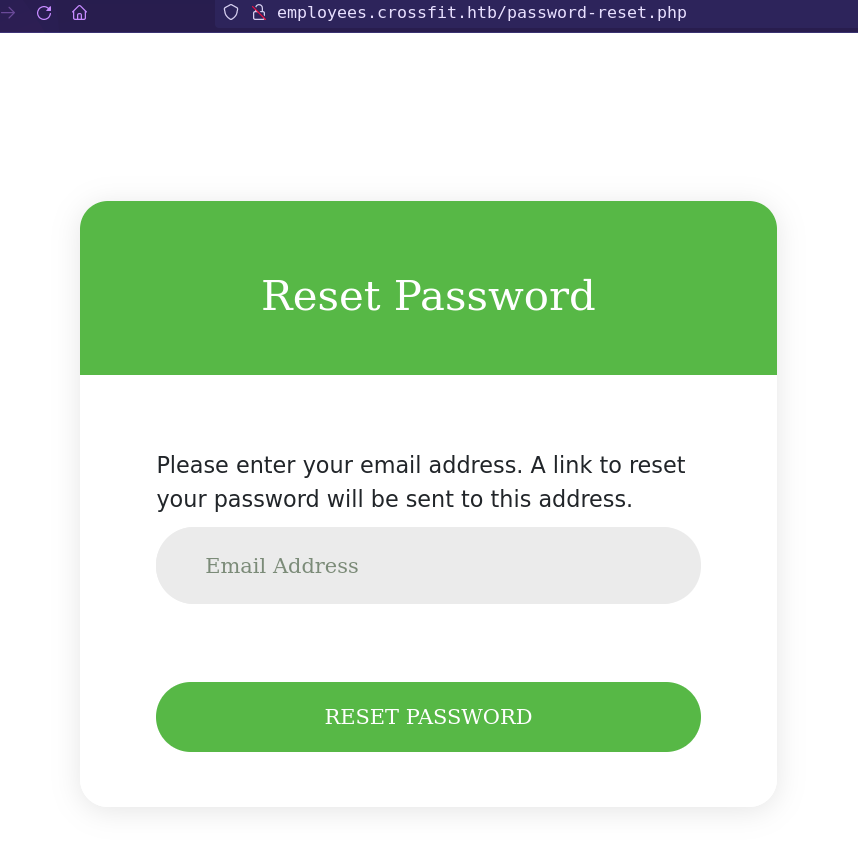 employees.crossfit.htb/password-reset.php
Reset Password
Please enter your email address. A link to reset
your password will be sent to this address.
Email Address
RESET PASSWORD